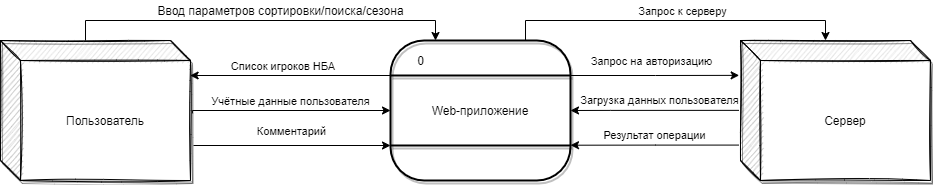 Ввод параметров сортировки/поиска/сезона
Запрос к серверу
0
Список игроков НБА
Запрос на авторизацию
Учётные данные пользователя
Загрузка данных пользователя
Пользователь
Web-приложение
Сервер
Комментарий
Результат операции